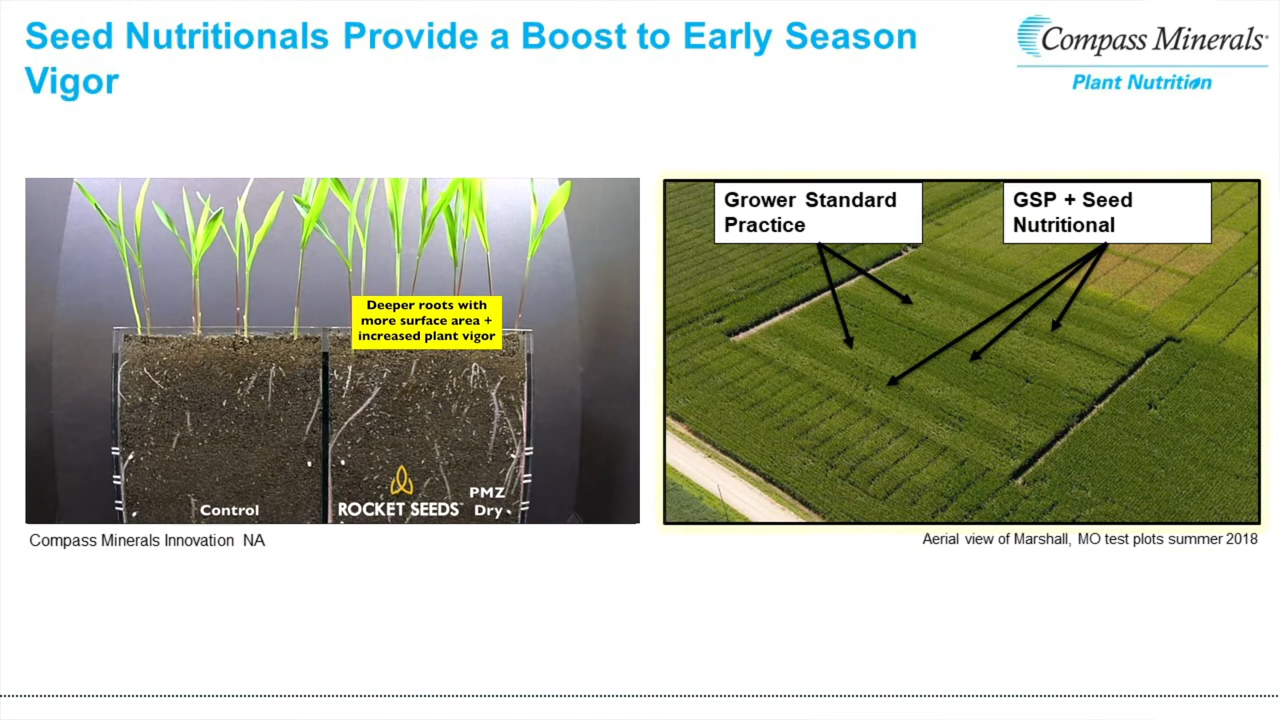 Seed Nutritionals Provide a Boost to Early Season
Vigor
Compass Minerals®
Plant Nutrition
Deeper roots with
more surface area +
increased plant vigor
Control
ROCKET SEEDS
PMZ
Dry
Compass Minerals Innovation NA
Grower Standard
Practice
GSP + Seed
Nutritional
Aerial view of Marshall, MO test plots summer 2018